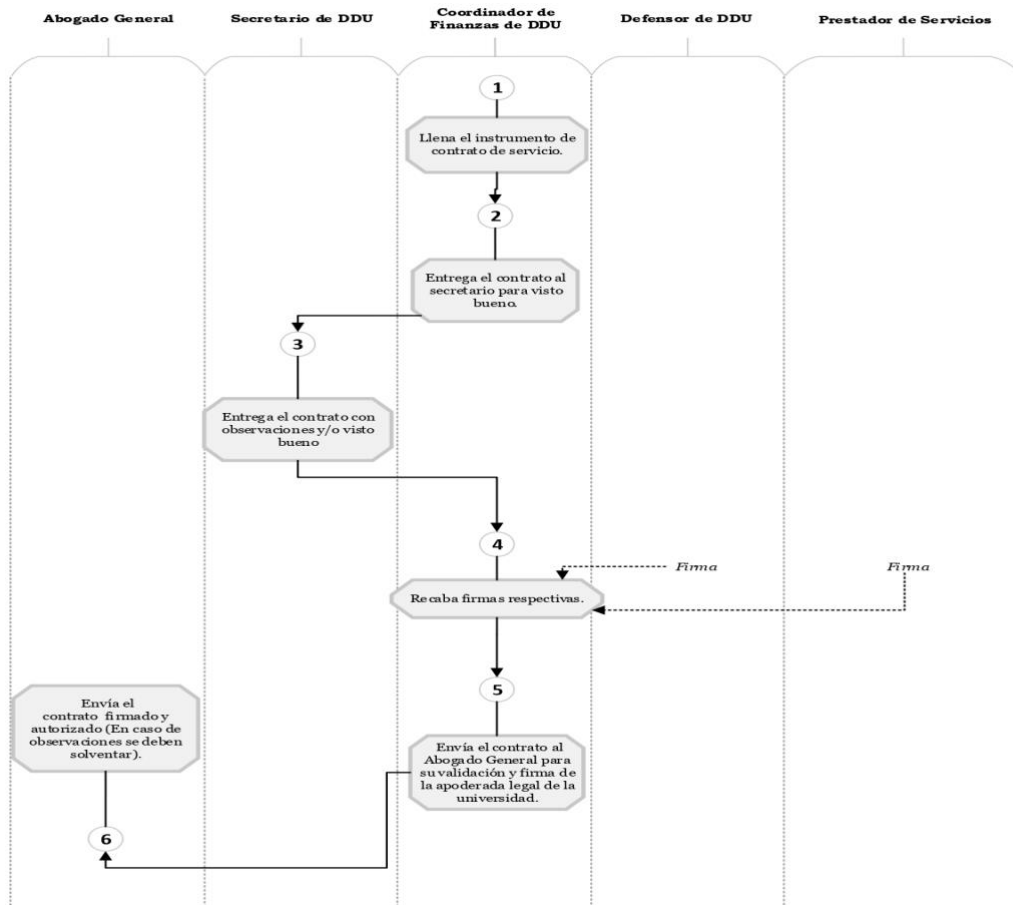 Abogado General
Secretario de DDU
Coordinador de
Finanzas de DDU
Defensor de DDU
Prestador de Servicios
1
Llena el instrumento de
contrato de servicio.
2
Entrega el contrato al
secretario para visto
bueno.
3
Entrega el contrato con
observaciones y/o visto
bueno
4
Firma
Firma
Recaba firmas respectivas.
5
Envía el
contrato firmado y
autorizado (En caso de
observaciones se deben
solventar).
Envía el contrato al
Abogado General para
su validación y firma de
la apoderada legal de la
universidad.
6